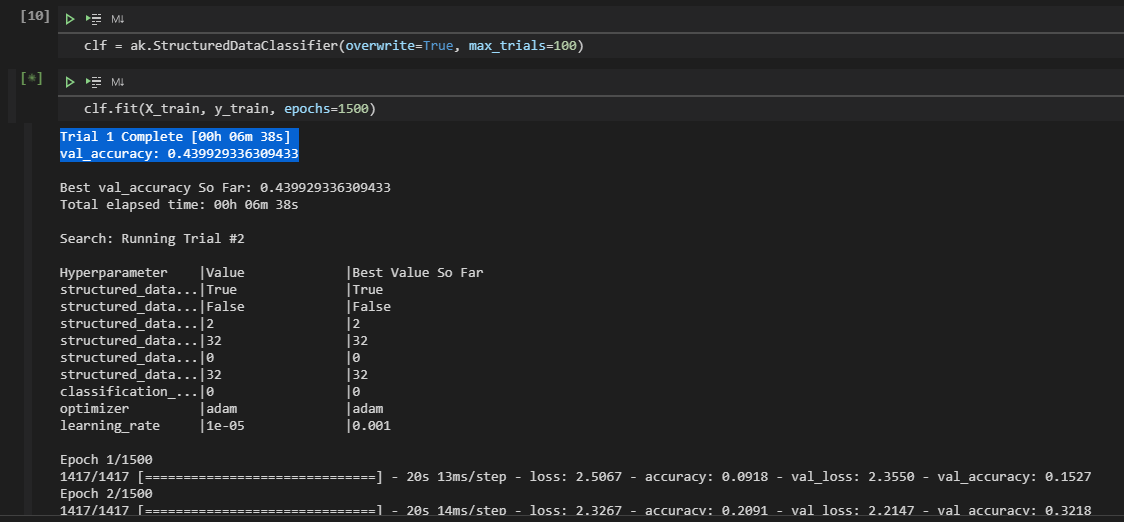 [10] M↓
clf = ak.StructuredDataClassifier(overwrite=True, max_trials=100)
[*] M↓
clf.fit(X_train, y_train, epochs=1500)
Trial 1 Complete [00h 06m 38s]
val_accuracy: 0.439929336309433
Best val_accuracy So Far: 0.439929336309433
Total elapsed time: 00h 06m 38s
Search: Running Trial #2
Hyperparameter    |Value             |Best Value So Far
structured_data...|True              |True
structured_data...|False             |False
structured_data...|2                 |2
structured_data...|32                |32
structured_data...|0                 |0
structured_data...|32                |32
classification_...|0                 |0
optimizer         |adam              |adam
learning_rate     |1e-05             |0.001
Epoch 1/1500
1417/1417 [==============================] - 20s 13ms/step - loss: 2.5067 - accuracy: 0.0918 - val_loss: 2.3550 - val_accuracy: 0.1527
Epoch 2/1500
1417/1417 [==============================] - 20s 14ms/step - loss: 2.3267 - accuracy: 0.2091 - val_loss: 2.2147 - val_accuracy: 0.3218